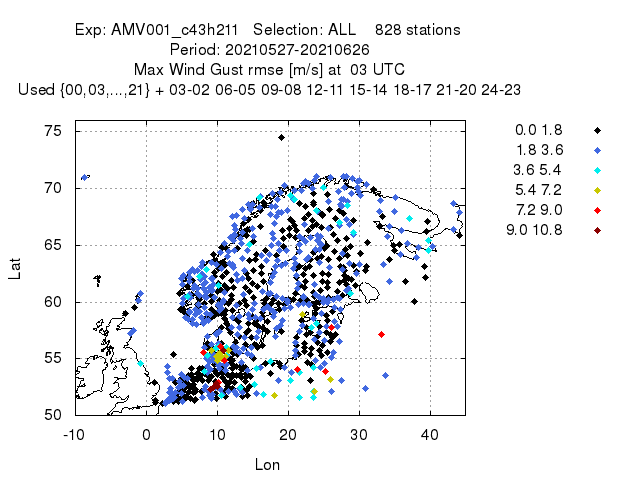 Exp: AMV001_c43h211 Selection: ALL 828 stations
Period: 20210527-20210626
Max Wind Gust rmse [m/s] at 03 UTC
Used {00,03,...,21} + 03-02 06-05 09-08 12-11 15-14 18-17 21-20 24-23
0.0 1.8
1.8 3.6
3.6 5.4
5.4 7.2
7.2 9.0
9.0 10.8
75
70
65
60
55
50
Lat
-10 0 10 20 30 40
Lon